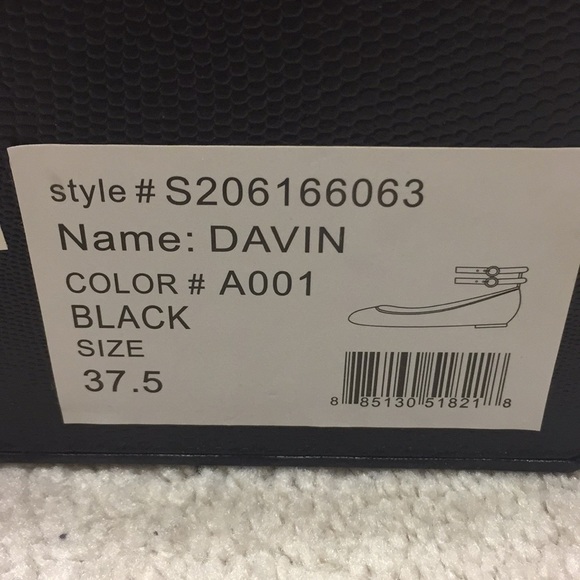 style # S206166063
Name: DAVIN
COLOR # A001
BLACK
SIZE
37.5
8 85130 51821 8